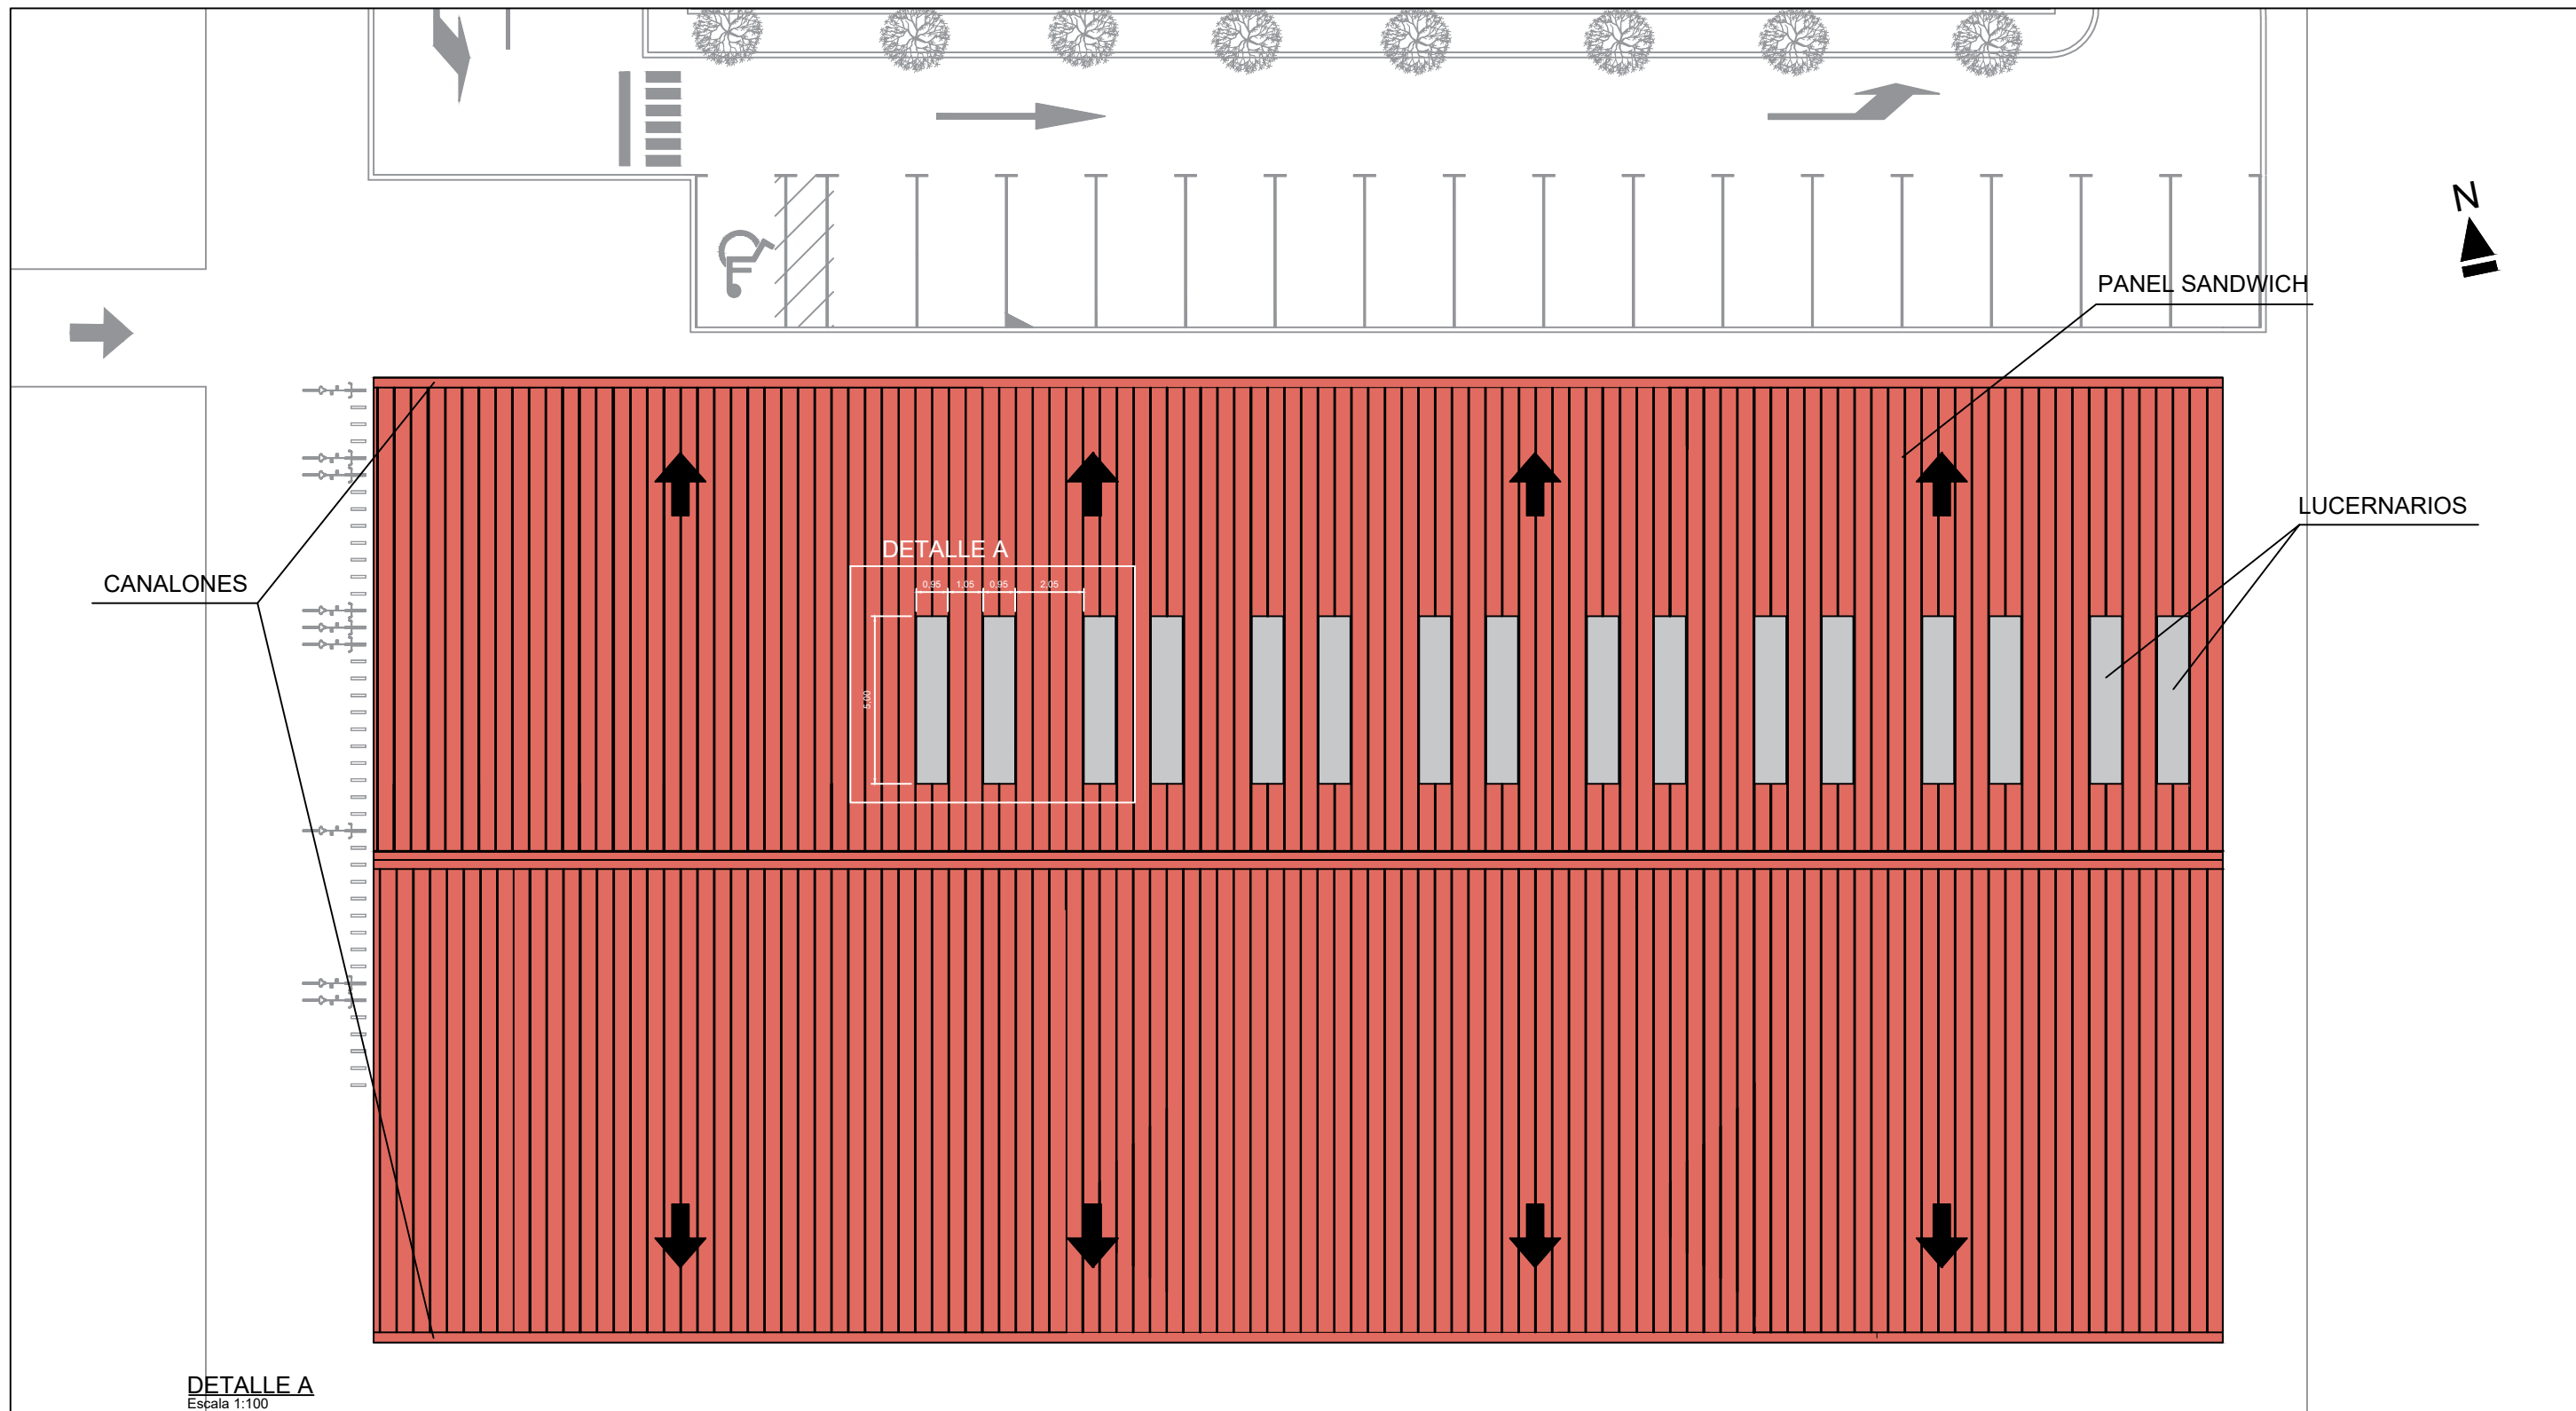 N
PANEL SANDWICH
LUCERNARIOS
DETALLE A
CANALONES
0,95 1,05 0,95 2,05
5,00
DETALLE A
Escala 1:100